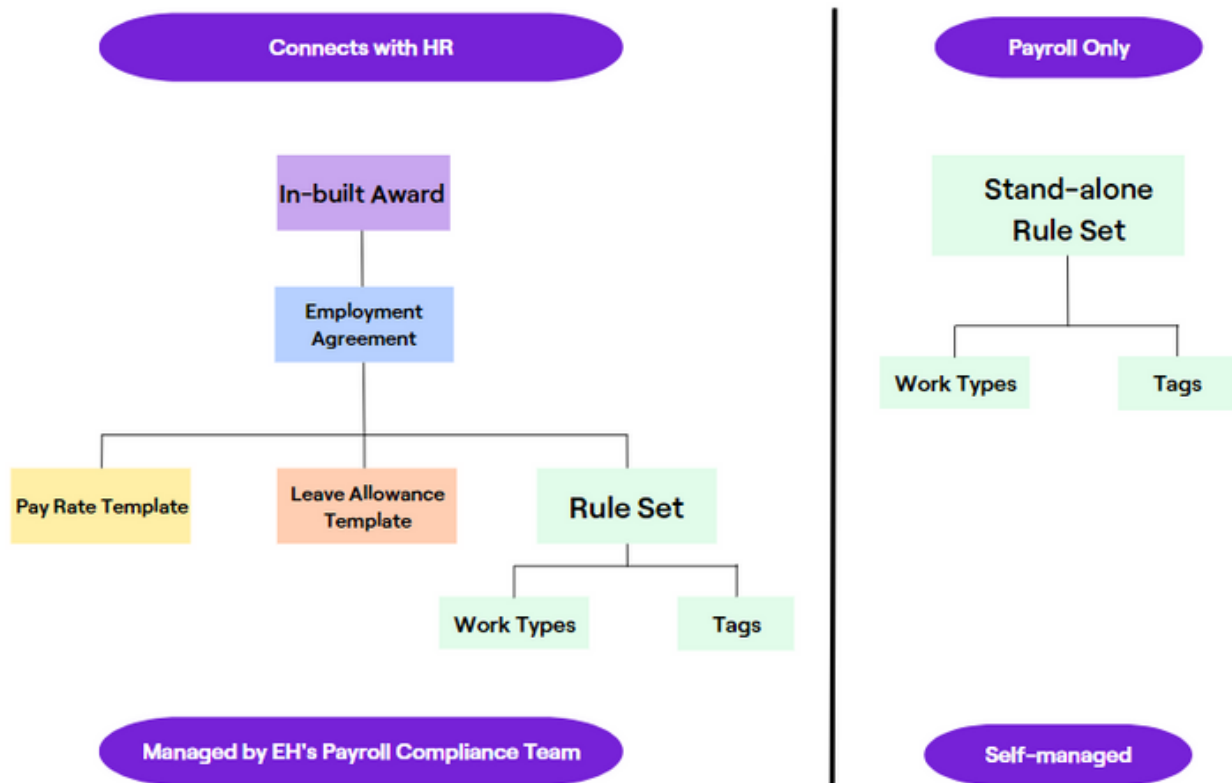 Connects with HR
Payroll Only
In-built Award
Stand-alone
Rule Set
Employment
Agreement
Work Types
Tags
Pay Rate Template
Leave Allowance
Template
Rule Set
Work Types
Tags
Managed by EH's Payroll Compliance Team
Self-managed